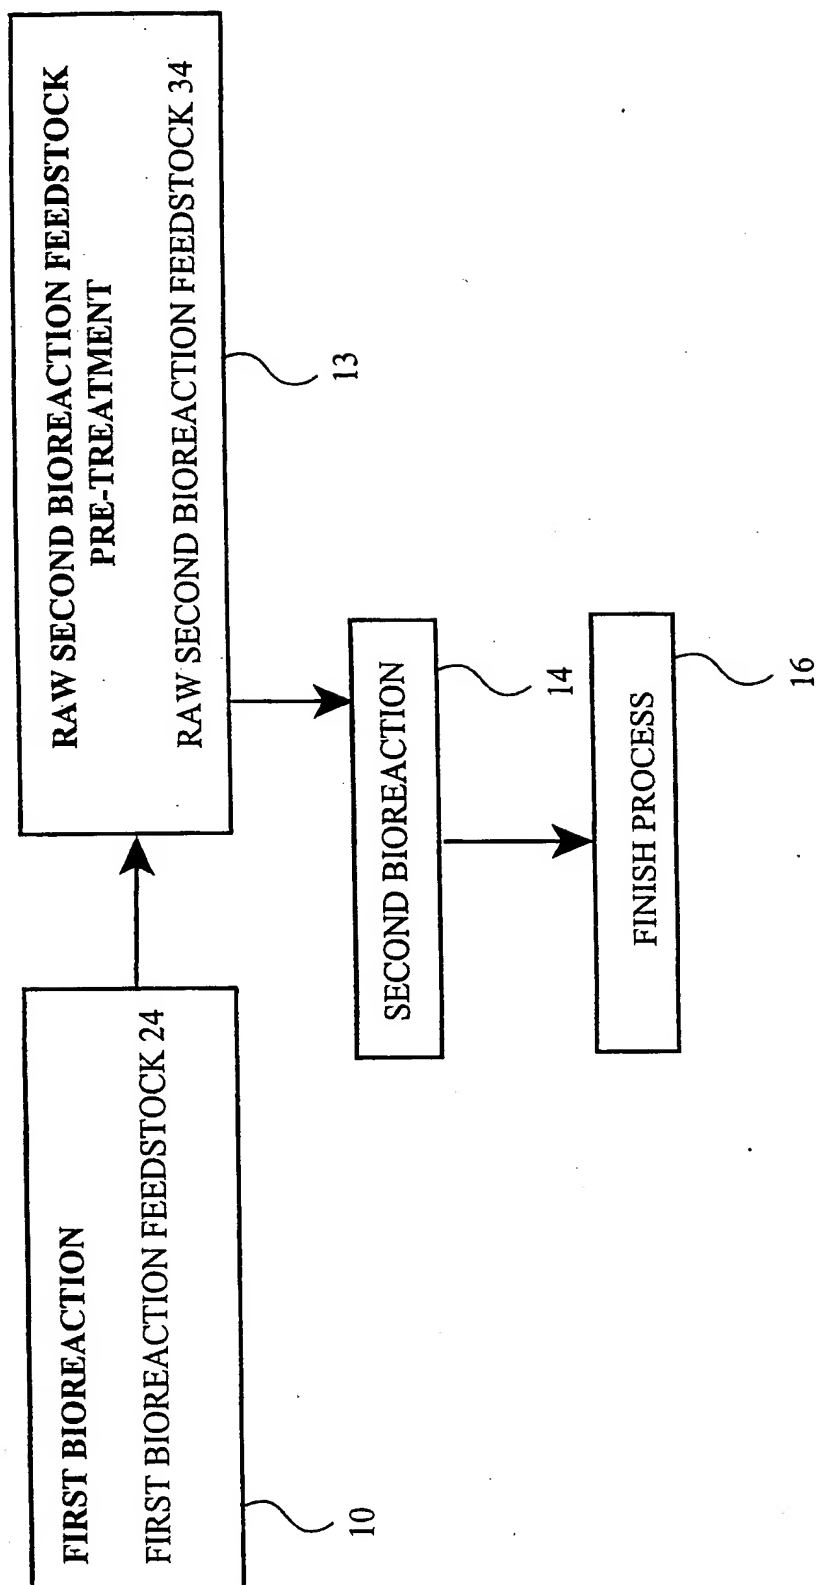 FIRST BIOREACTION
FIRST BIOREACTION FEEDSTOCK 24
10
RAW SECOND BIOREACTION FEEDSTOCK
PRE-TREATMENT
RAW SECOND BIOREACTION FEEDSTOCK 34
13
SECOND BIOREACTION
14
FINISH PROCESS
16